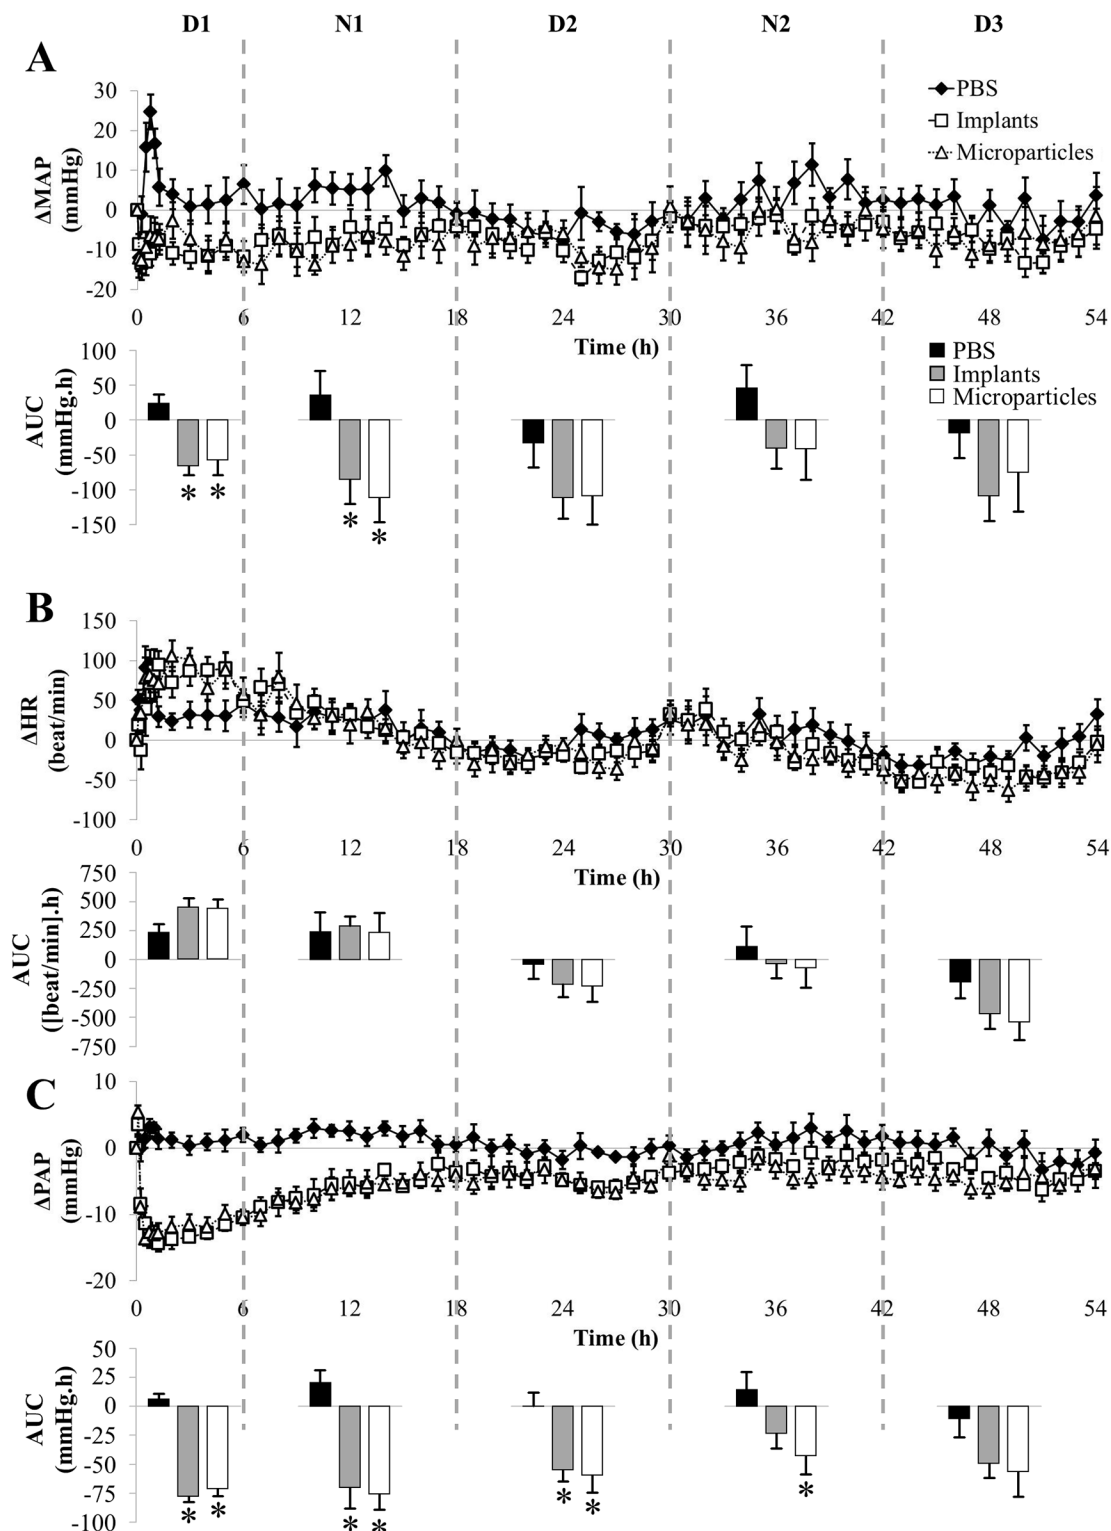 D1 N1 D2 N2 D3
A
30
20
10
0
-10
-20
ΔMAP
(mmHg)
PBS
Implants
Microparticles
0 6 12 18 24 30 36 42 48 54
Time (h)
100
50
0
-50
-100
-150
AUC
(mmHg.h)
PBS
Implants
Microparticles
* *
* *
B
150
100
50
0
-50
-100
ΔHR
(beat/min)
0 6 12 18 24 30 36 42 48 54
Time (h)
750
500
250
0
-250
-500
-750
AUC
([beat/min].h)
C
10
0
-10
-20
ΔPAP
(mmHg)
0 6 12 18 24 30 36 42 48 54
Time (h)
50
25
0
-25
-50
-75
-100
AUC
(mmHg.h)
* *
* *
* *
*